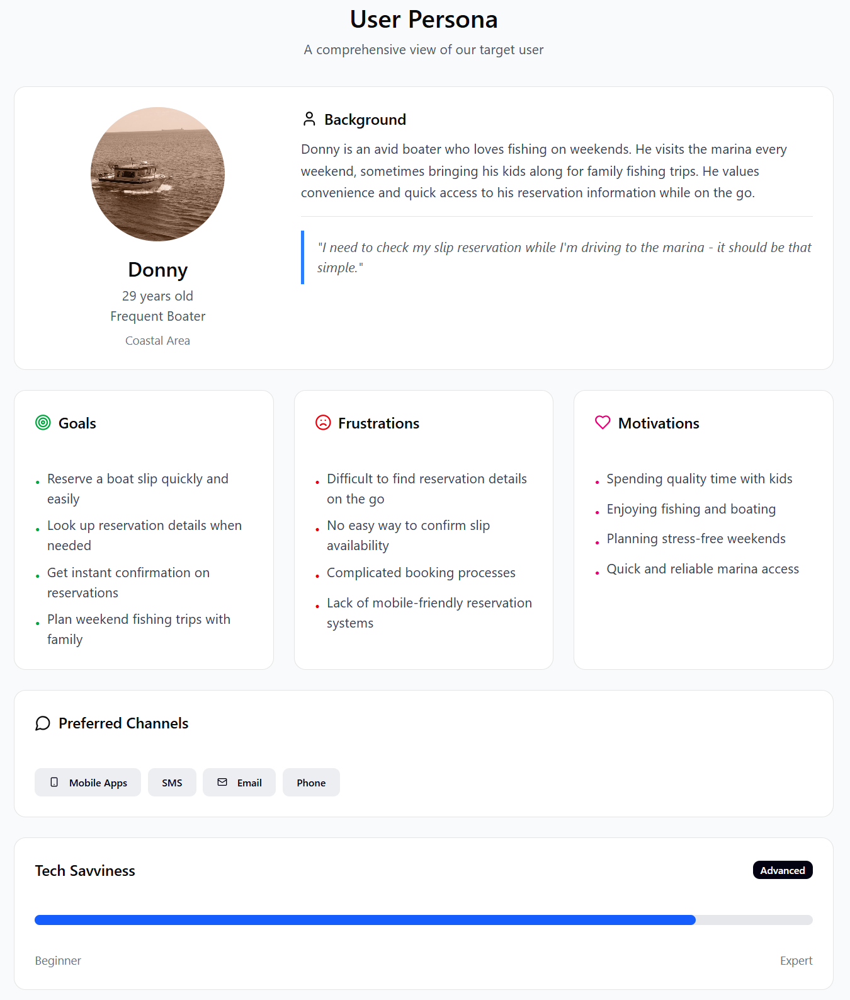 User Persona
A comprehensive view of our target user
Donny
29 years old
Frequent Boater
Coastal Area
Background
Donny is an avid boater who loves fishing on weekends. He visits the marina every
weekend, sometimes bringing his kids along for family fishing trips. He values
convenience and quick access to his reservation information while on the go.
"I need to check my slip reservation while I'm driving to the marina - it should be that
simple."
Goals
• Reserve a boat slip quickly and
easily
• Look up reservation details when
needed
• Get instant confirmation on
reservations
• Plan weekend fishing trips with
family
Frustrations
• Difficult to find reservation details
on the go
• No easy way to confirm slip
availability
• Complicated booking processes
• Lack of mobile-friendly reservation
systems
Motivations
• Spending quality time with kids
• Enjoying fishing and boating
• Planning stress-free weekends
• Quick and reliable marina access
Preferred Channels
Mobile Apps
SMS
Email
Phone
Tech Savviness
Advanced
Beginner
Expert